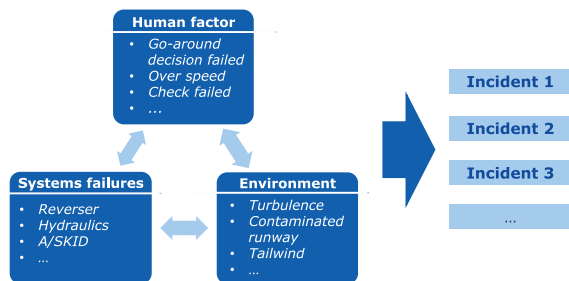 Human factor
• Go-around
decision failed
• Over speed
• Check failed
• ...
Systems failures
• Reverser
• Hydraulics
• A/SKID
• ...
Environment
• Turbulence
• Contaminated
runway
• Tailwind
• ...
Incident 1
Incident 2
Incident 3
...